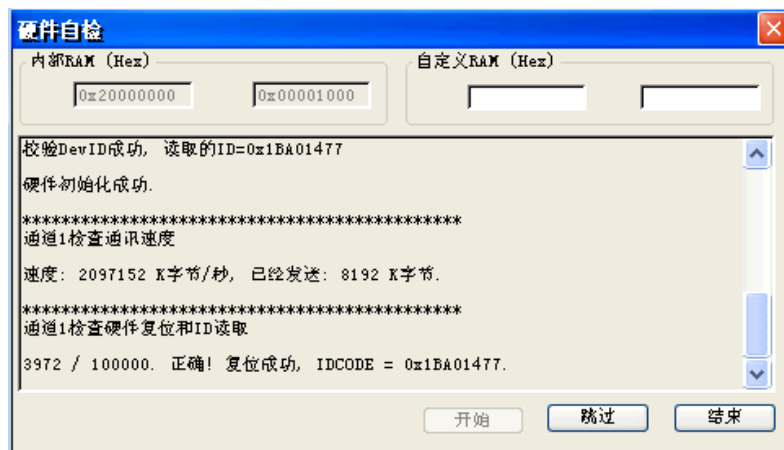 硬件自检
内部RAM (Hex)
自定义RAM (Hex)
0x20000000
0x00001000
校验DevID成功, 读取的ID=0x1BA01477
硬件初始化成功.
*********************************************
通道1检查通讯速度
速度: 2097152 K字节/秒, 已经发送: 8192 K字节.
*********************************************
通道1检查硬件复位和ID读取
3972 / 100000. 正确! 复位成功, IDCODE = 0x1BA01477.
开始
跳过
结束